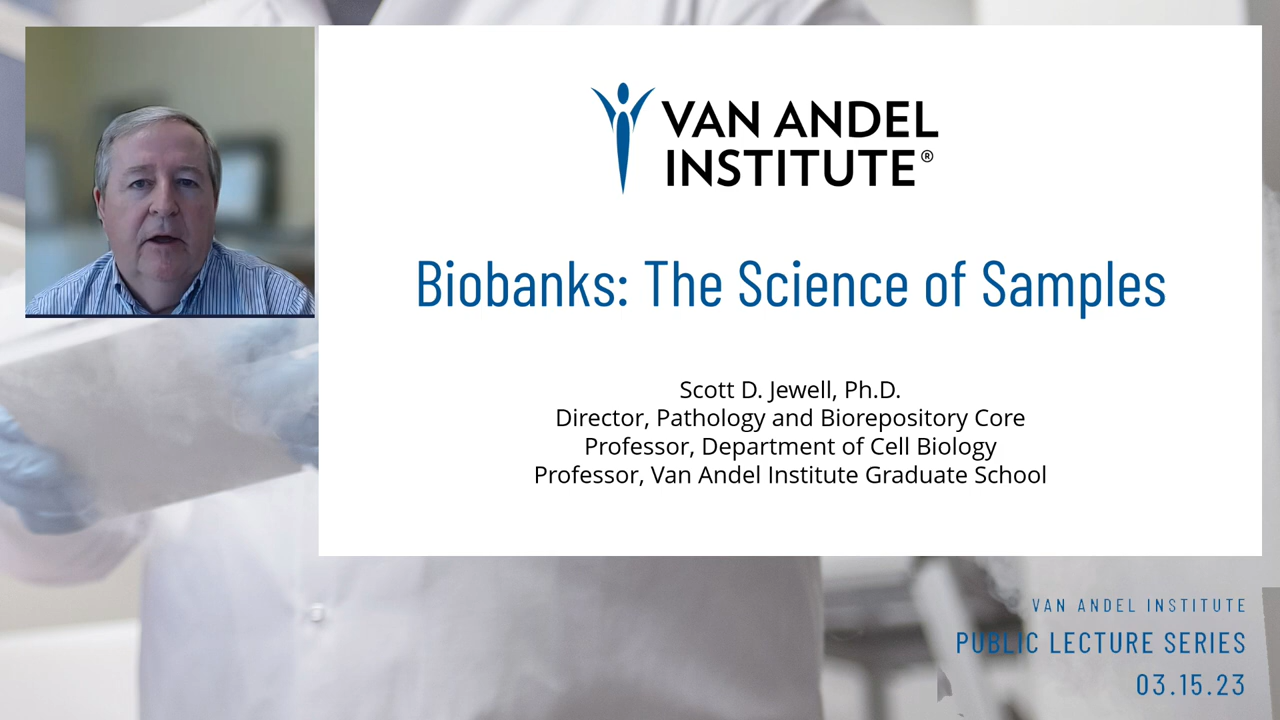 VAN ANDEL
INSTITUTE®
Biobanks: The Science of Samples
Scott D. Jewell, Ph.D.
Director, Pathology and Biorepository Core
Professor, Department of Cell Biology
Professor, Van Andel Institute Graduate School
VAN ANDEL INSTITUTE
PUBLIC LECTURE SERIES
03.15.23